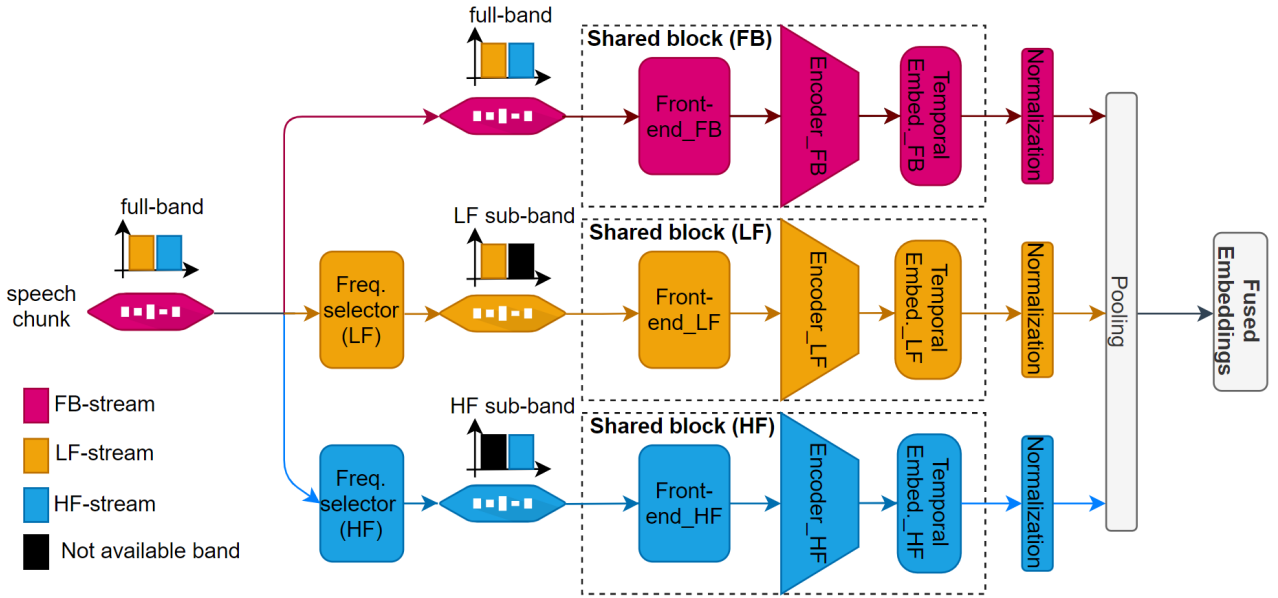 full-band
Shared block (FB)
Front-
end_FB
Encoder_FB
Temporal
Embed._FB
Normalization
full-band
speech
chunk
Freq.
selector
(LF)
LF sub-band
Shared block (LF)
Front-
end_LF
Encoder_LF
Temporal
Embed._LF
Normalization
Pooling
Fused
Embeddings
FB-stream
LF-stream
HF-stream
Not available band
Freq.
selector
(HF)
HF sub-band
Shared block (HF)
Front-
end_HF
Encoder_HF
Temporal
Embed._HF
Normalization